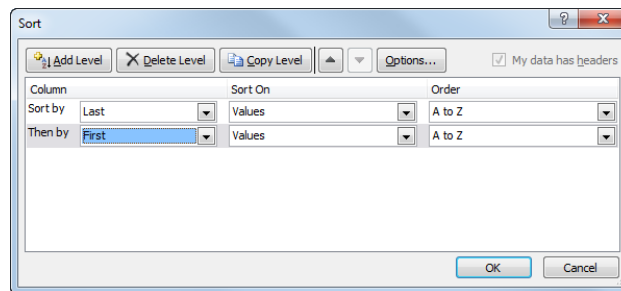 Sort
Add Level Delete Level Copy Level Options... My data has headers
Column Sort On Order
Sort by Last Values A to Z
Then by First Values A to Z
OK Cancel